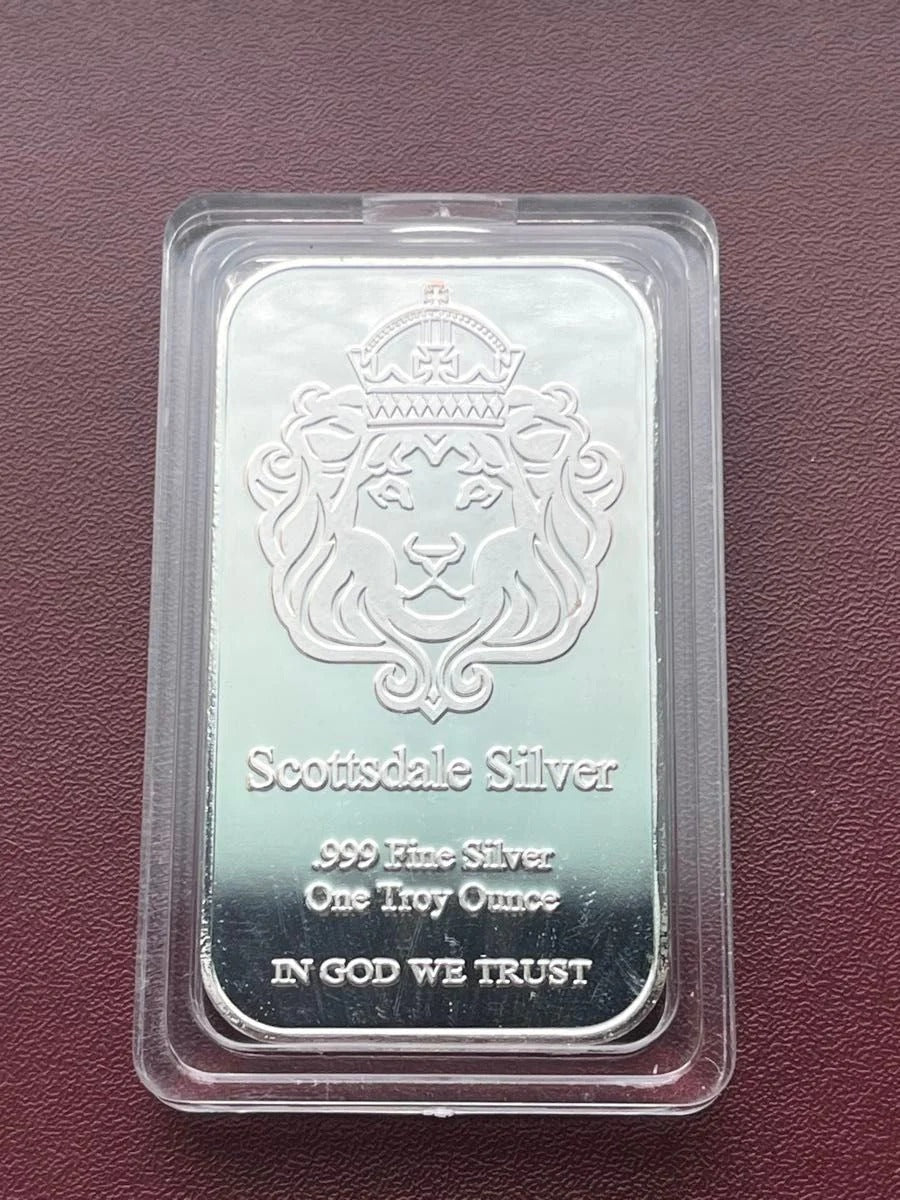 Scottsdale Silver
.999 Fine Silver
One Troy Ounce
IN GOD WE TRUST